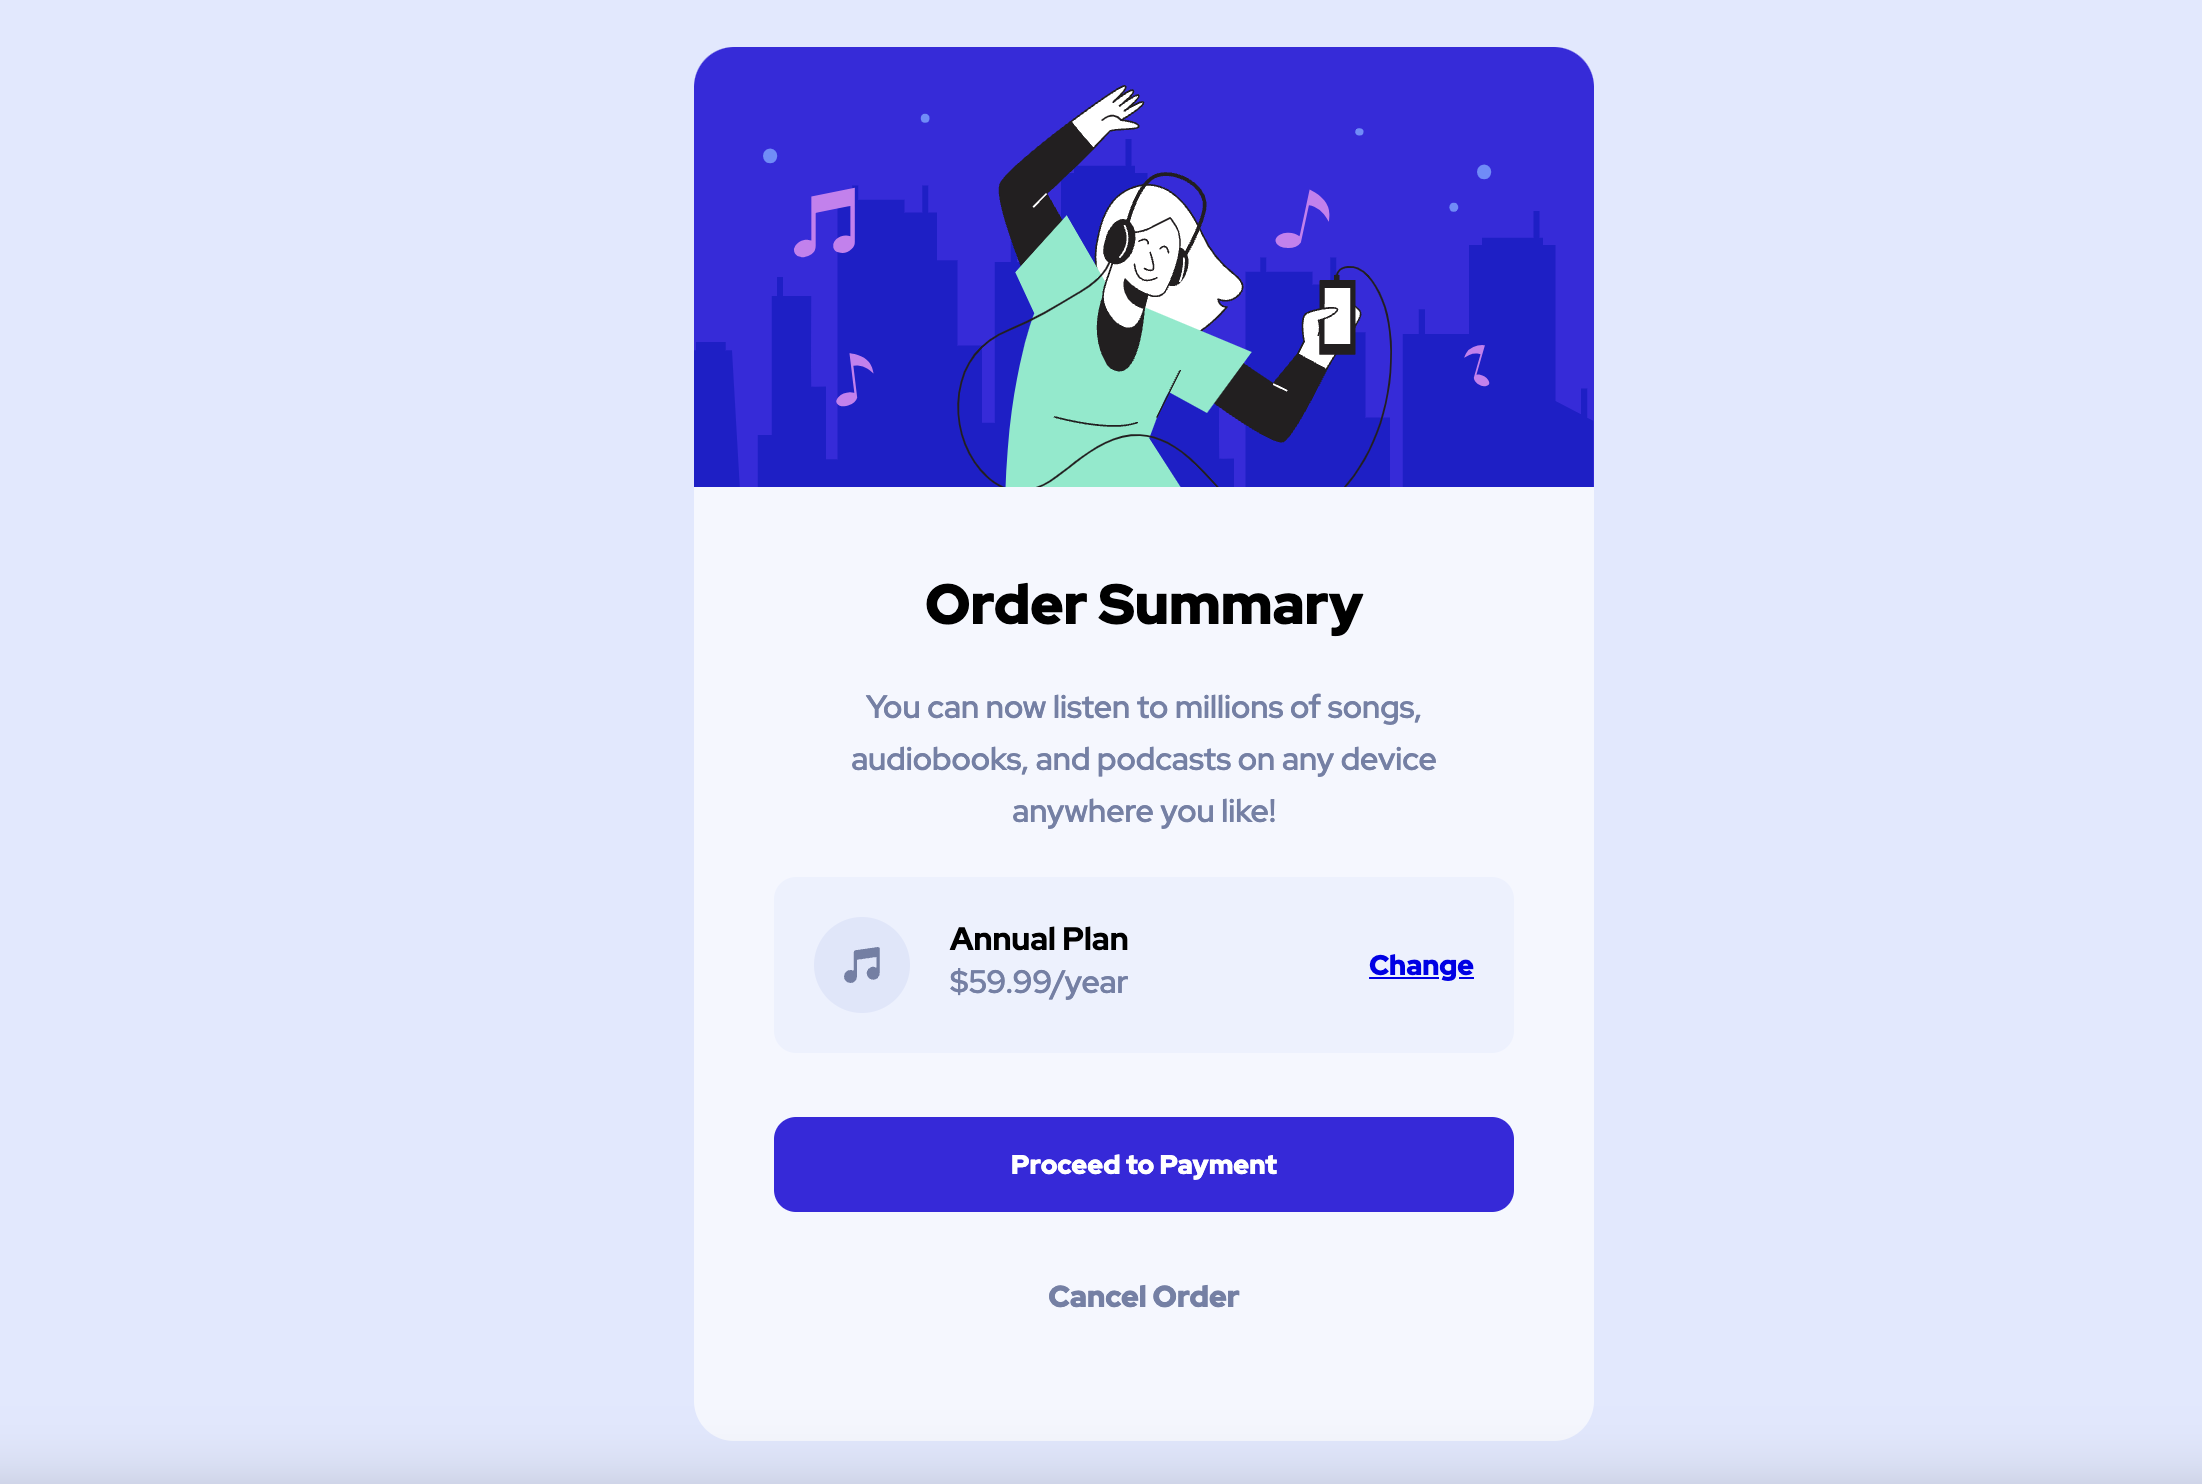 Order Summary
You can now listen to millions of songs,
audiobooks, and podcasts on any device
anywhere you like!
Annual Plan
$59.99/year
Change
Proceed to Payment
Cancel Order